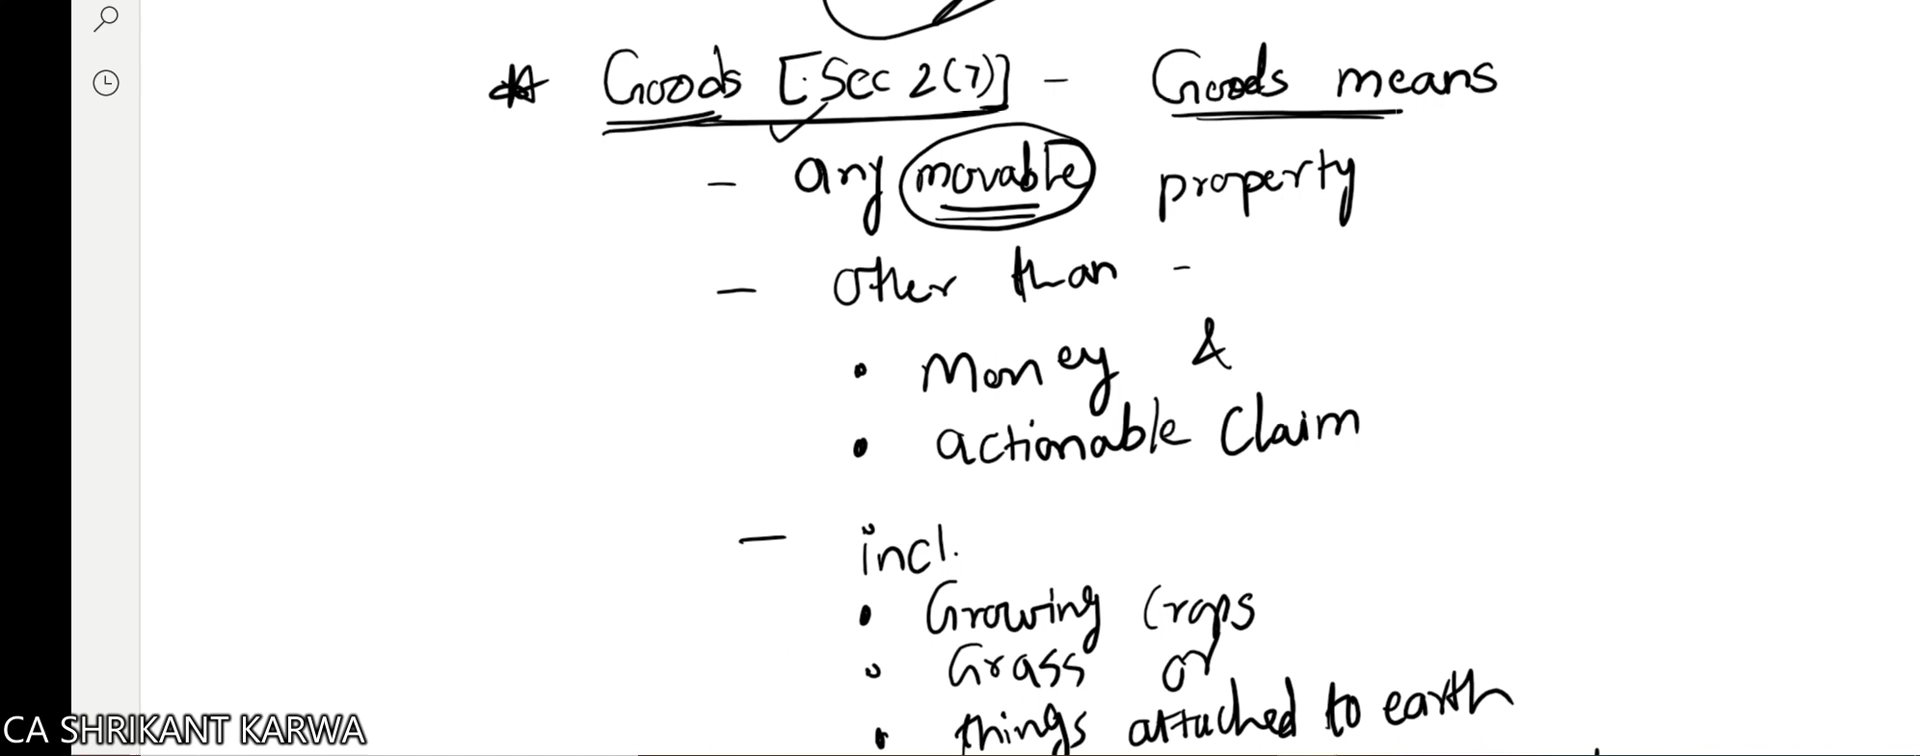 Goods [Sec 2(7)] - Goods means
- any movable property
- other than -
• Money &
• actionable Claim
- incl.
• Growing Crops
• Grass or
• things attached to earth
CA SHRIKANT KARWA